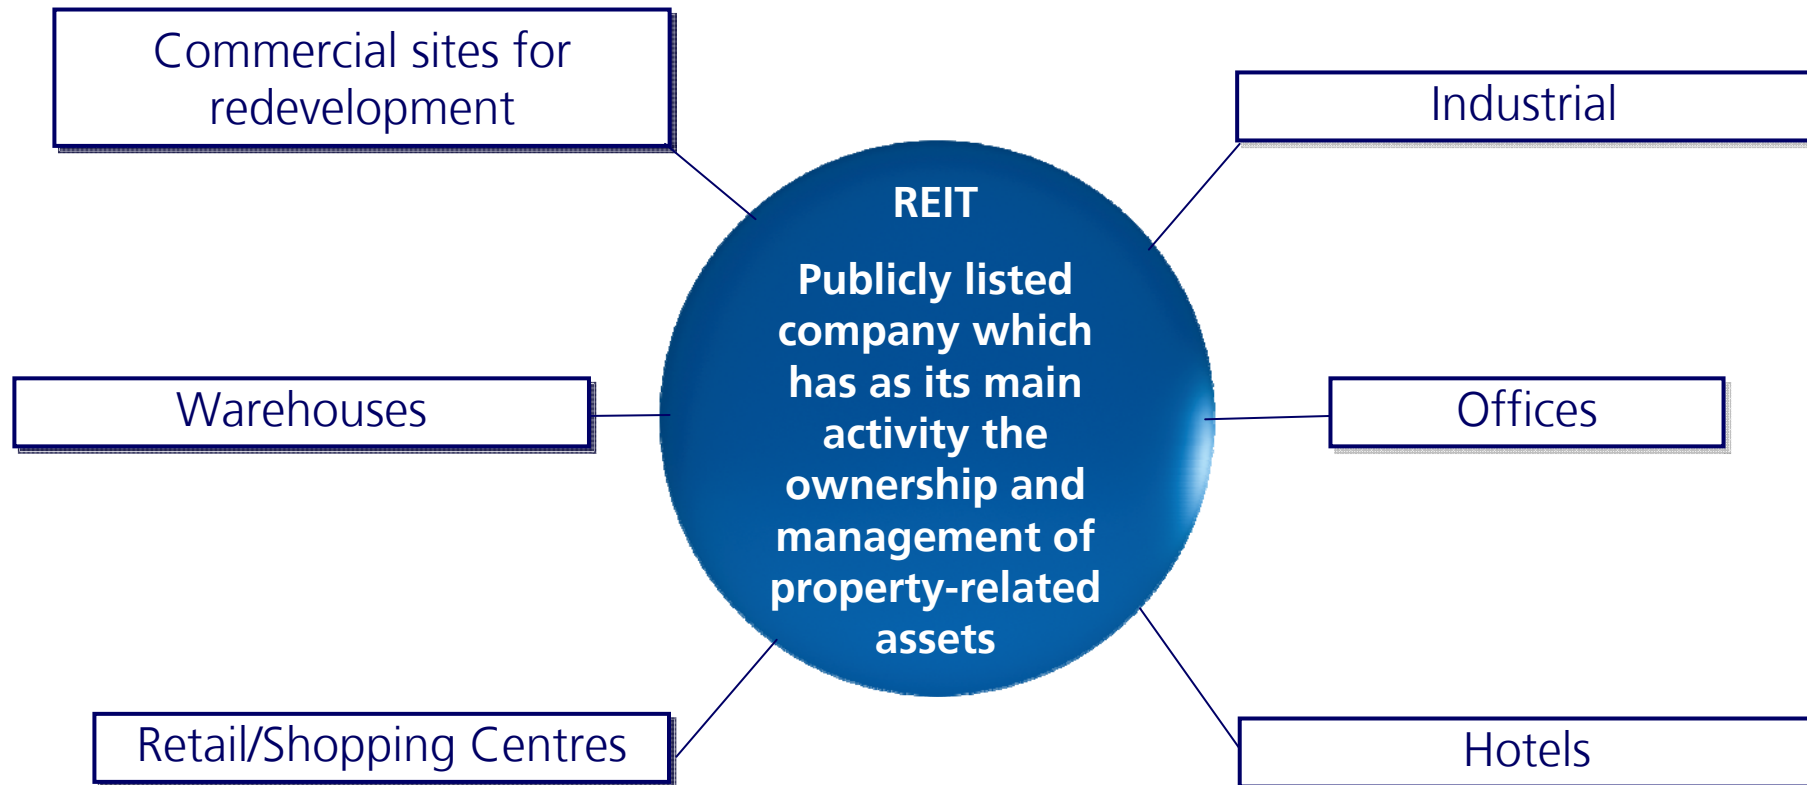 Commercial sites for
redevelopment
Industrial
REIT
Publicly listed
company which
has as its main
activity the
ownership and
management of
property-related
assets
Warehouses
Offices
Retail/Shopping Centres
Hotels